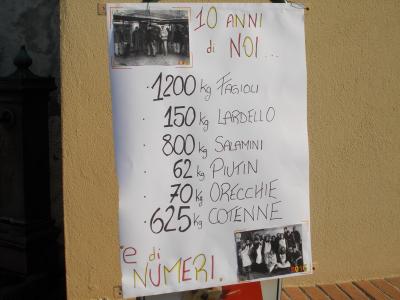 10 ANNI
di NOI...
· 1200 kg FAGIOLI
· 150 kg LARDELLO
· 800 kg SALAMINI
· 62 kg PIUTIN
· 70 kg ORECCHIE
· 625 kg COTENNE
e di
NUMERI.